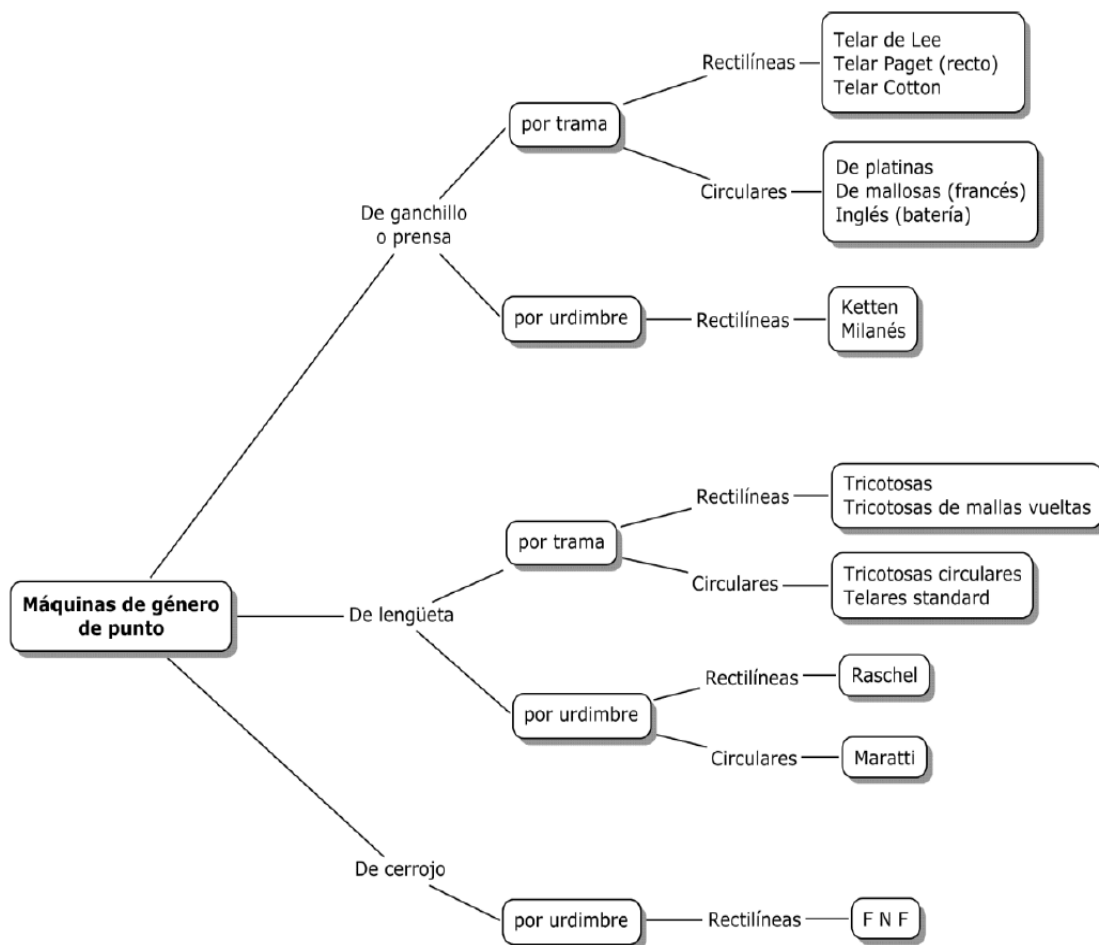 Rectilíneas
Telar de Lee
Telar Paget (recto)
Telar Cotton
por trama
Circulares
De platinas
De mallosas (francés)
Inglés (batería)
De ganchillo
o prensa
por urdimbre
Rectilíneas
Ketten
Milanés
Rectilíneas
Tricotosas
Tricotosas de mallas vueltas
por trama
Circulares
Tricotosas circulares
Telares standard
Máquinas de género
de punto
De lengüeta
Rectilíneas
Raschel
por urdimbre
Circulares
Maratti
De cerrojo
por urdimbre
Rectilíneas
F N F